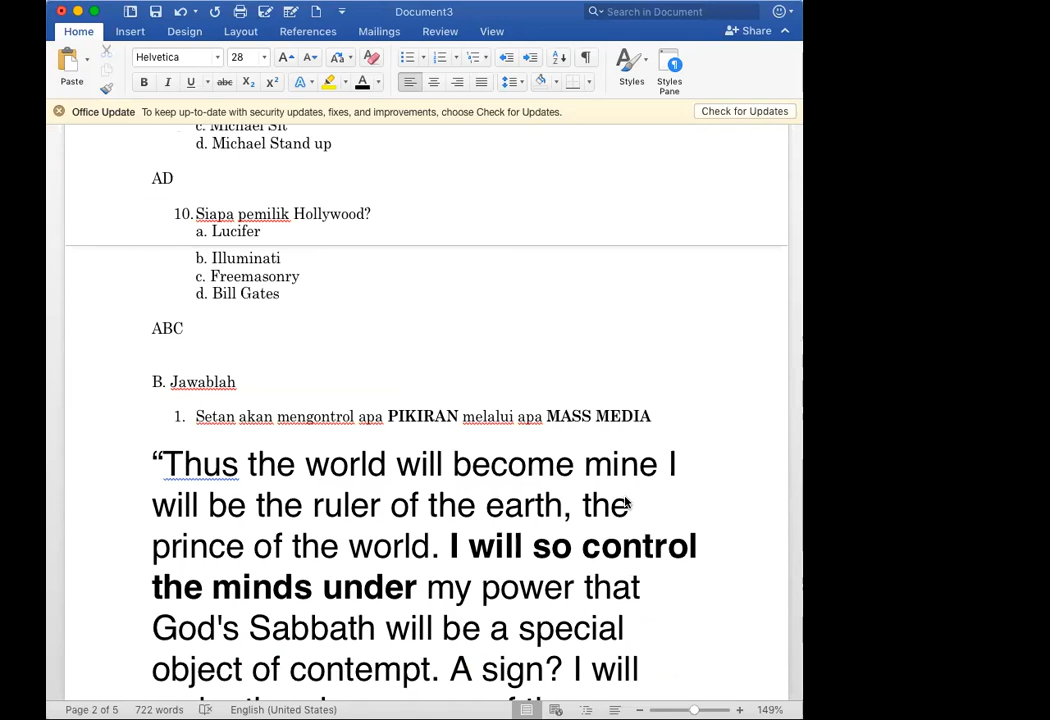 Document3
Search in Document
Home Insert Design Layout References Mailings Review View
Share
Paste
Helvetica 28
Styles
Styles Pane
Office Update To keep up-to-date with security updates, fixes, and improvements, choose Check for Updates.
Check for Updates
c. Michael Sit
d. Michael Stand up
AD
10. Siapa pemilik Hollywood?
a. Lucifer
b. Illuminati
c. Freemasonry
d. Bill Gates
ABC
B. Jawablah
1. Setan akan mengontrol apa PIKIRAN melalui apa MASS MEDIA
“Thus the world will become mine I
will be the ruler of the earth, the
prince of the world. I will so control
the minds under my power that
God's Sabbath will be a special
object of contempt. A sign? I will
Page 2 of 5 722 words English (United States) 149%